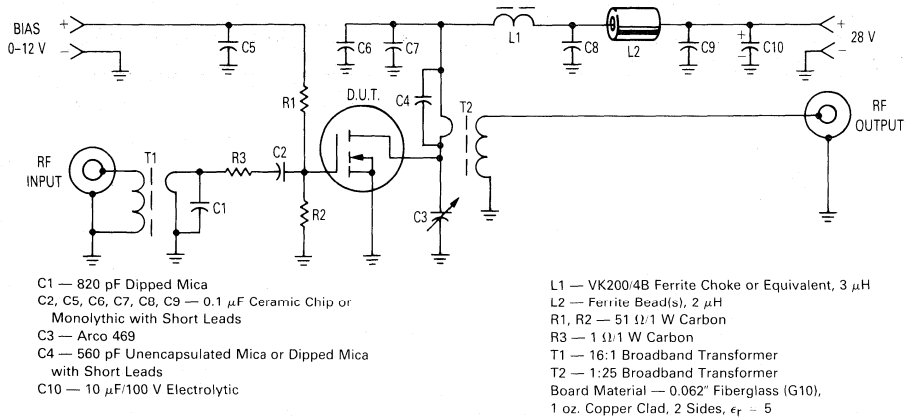 BIAS
0–12 V
+
–
C5
R1
C6
C7
L1
C8
L2
C9
+
–
C10
+
–
28 V
D.U.T.
C4
T2
RF
OUTPUT
RF
INPUT
T1
R3
C2
C1
R2
C3
C1 — 820 pF Dipped Mica
C2, C5, C6, C7, C8, C9 — 0.1 μF Ceramic Chip or
Monolythic with Short Leads
C3 — Arco 469
C4 — 560 pF Unencapsulated Mica or Dipped Mica
with Short Leads
C10 — 10 μF/100 V Electrolytic
L1 — VK200/4B Ferrite Choke or Equivalent, 3 μH
L2 — Ferrite Bead(s), 2 μH
R1, R2 — 51 Ω/1 W Carbon
R3 — 1 Ω/1 W Carbon
T1 — 16:1 Broadband Transformer
T2 — 1:25 Broadband Transformer
Board Material — 0.062″ Fiberglass (G10),
1 oz. Copper Clad, 2 Sides, ϵr = 5